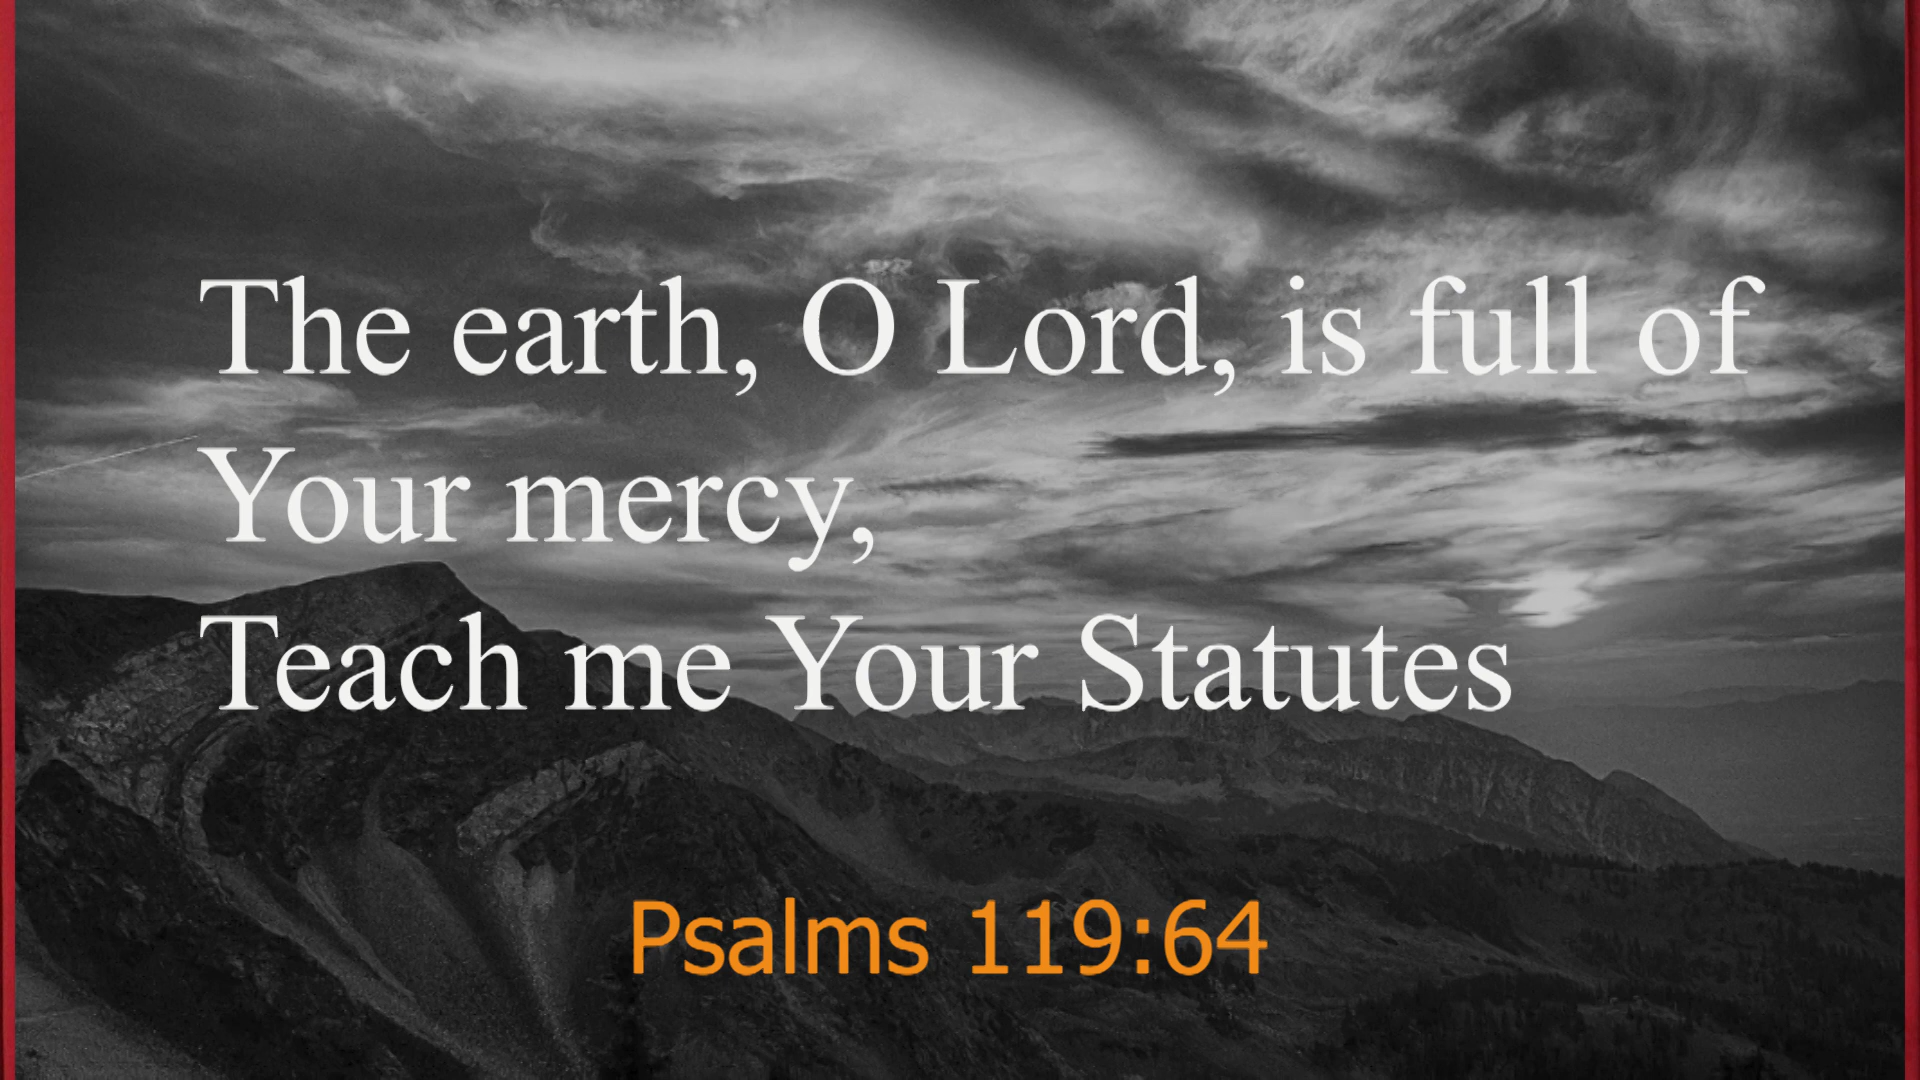 The earth, O Lord, is full of
Your mercy,
Teach me Your Statutes
Psalms 119:64